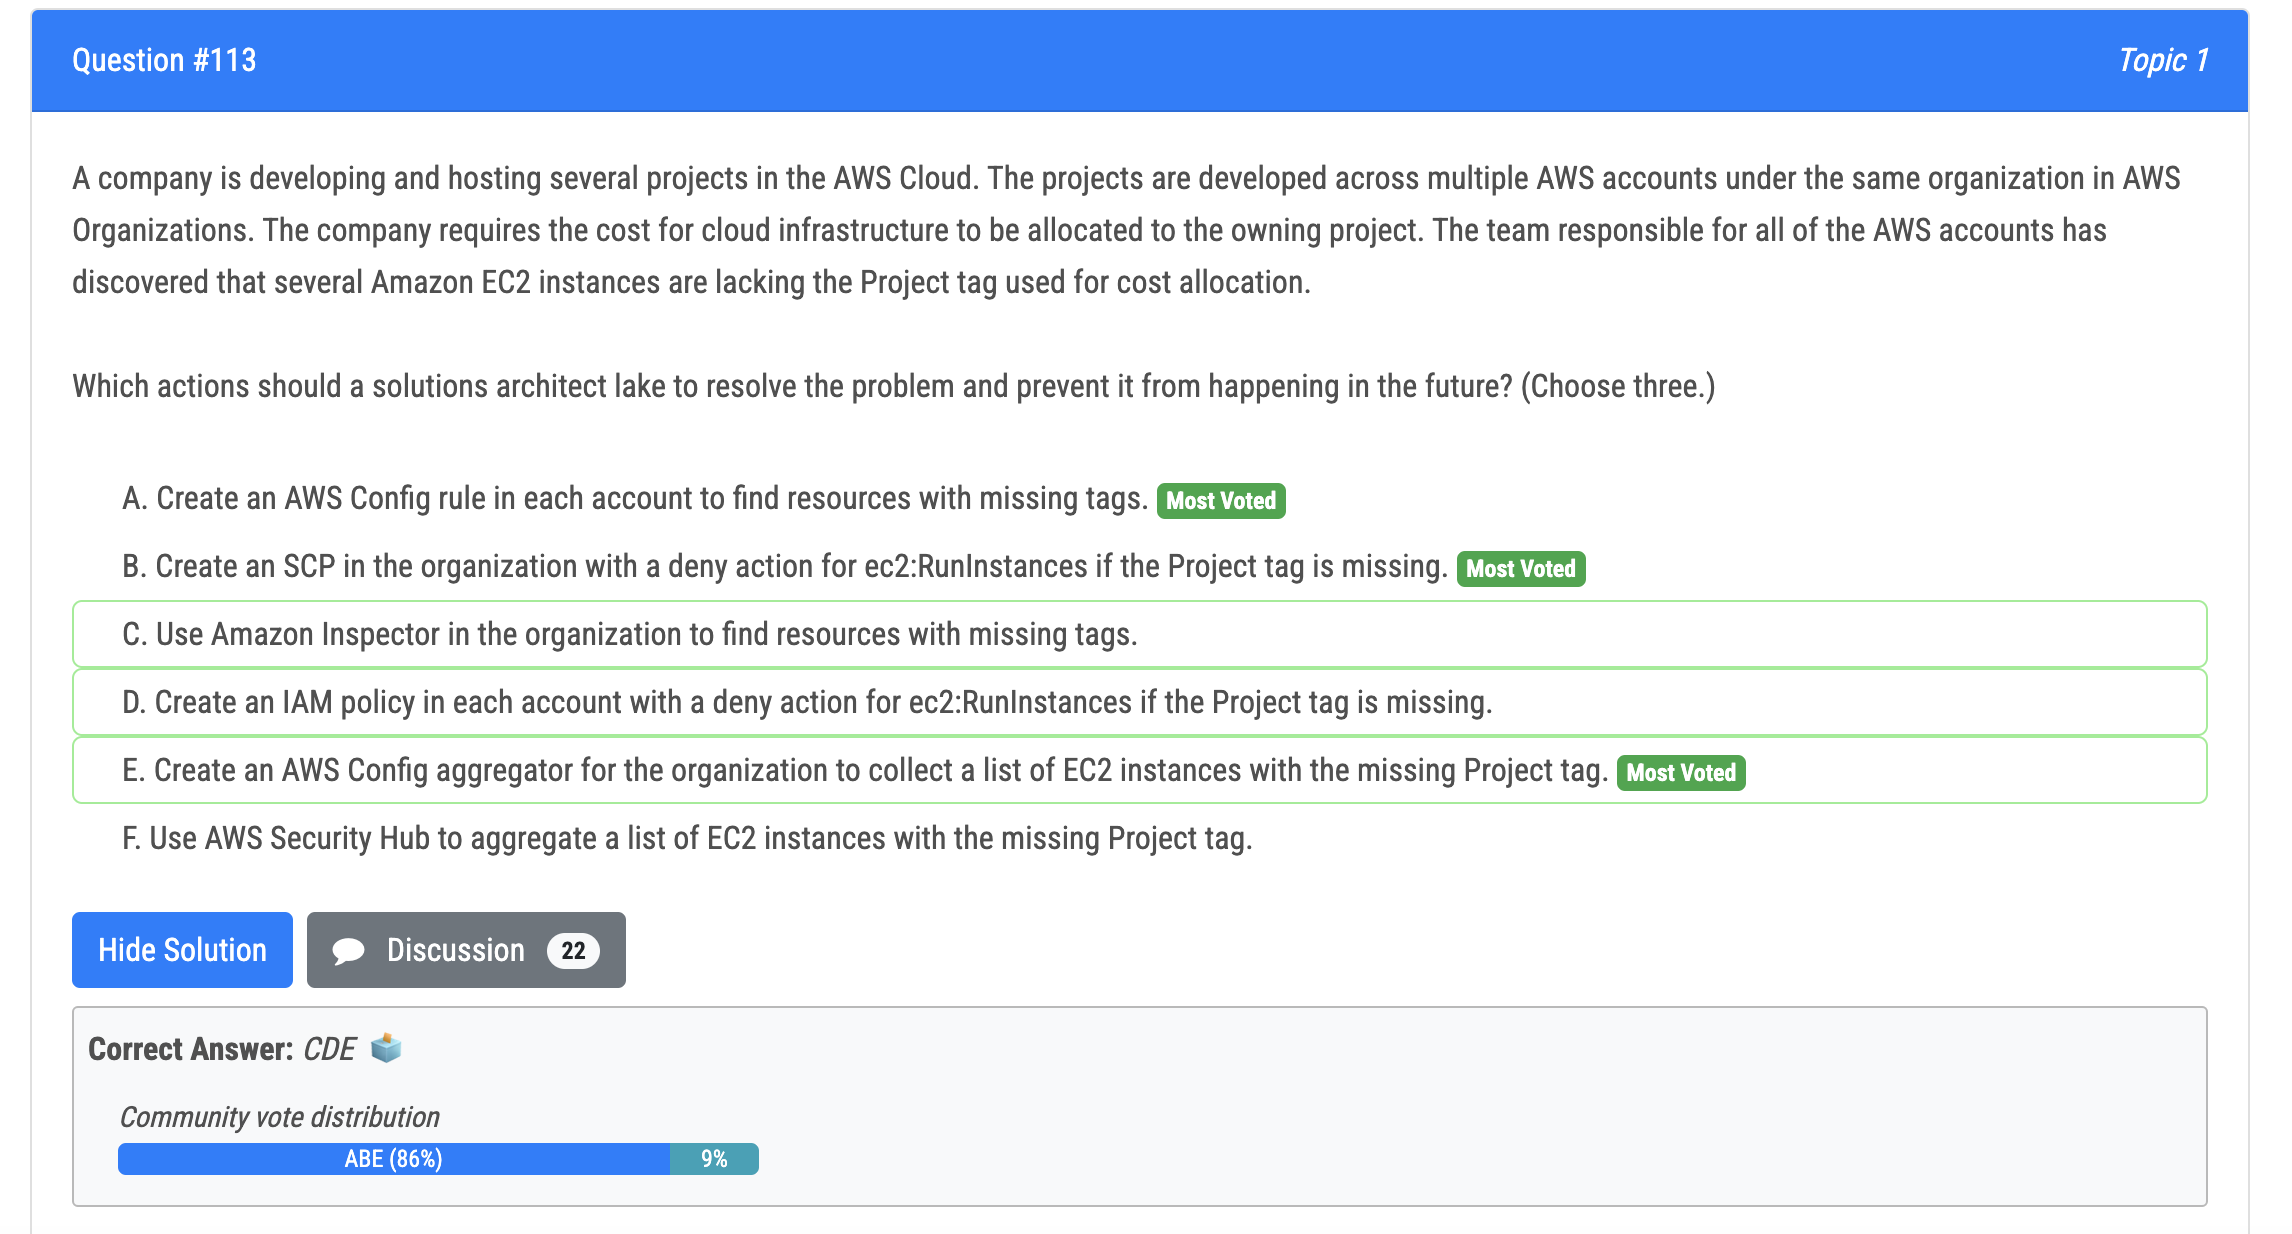 Question #113
Topic 1
A company is developing and hosting several projects in the AWS Cloud. The projects are developed across multiple AWS accounts under the same organization in AWS
Organizations. The company requires the cost for cloud infrastructure to be allocated to the owning project. The team responsible for all of the AWS accounts has
discovered that several Amazon EC2 instances are lacking the Project tag used for cost allocation.
Which actions should a solutions architect lake to resolve the problem and prevent it from happening in the future? (Choose three.)
A. Create an AWS Config rule in each account to find resources with missing tags. Most Voted
B. Create an SCP in the organization with a deny action for ec2:RunInstances if the Project tag is missing. Most Voted
C. Use Amazon Inspector in the organization to find resources with missing tags.
D. Create an IAM policy in each account with a deny action for ec2:RunInstances if the Project tag is missing.
E. Create an AWS Config aggregator for the organization to collect a list of EC2 instances with the missing Project tag. Most Voted
F. Use AWS Security Hub to aggregate a list of EC2 instances with the missing Project tag.
Hide Solution
Discussion 22
Correct Answer: CDE
Community vote distribution
ABE (86%) 9%